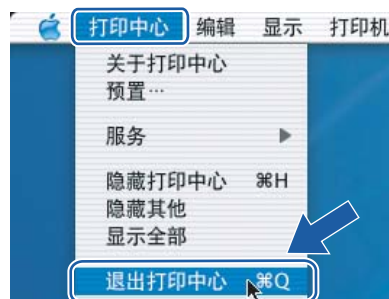 打印中心 编辑 显示 打印机
关于打印中心
预置…
服务
隐藏打印中心 ⌘H
隐藏其他
显示全部
退出打印中心 ⌘Q